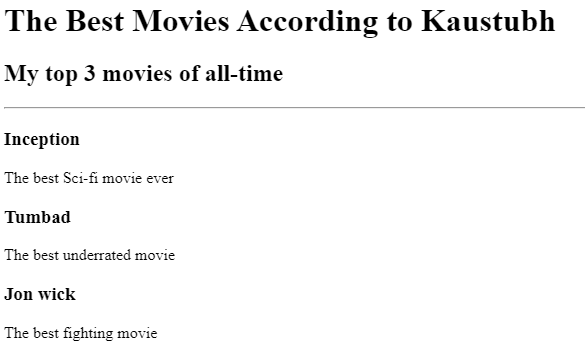 The Best Movies According to Kaustubh
My top 3 movies of all-time
Inception
The best Sci-fi movie ever
Tumbad
The best underrated movie
Jon wick
The best fighting movie